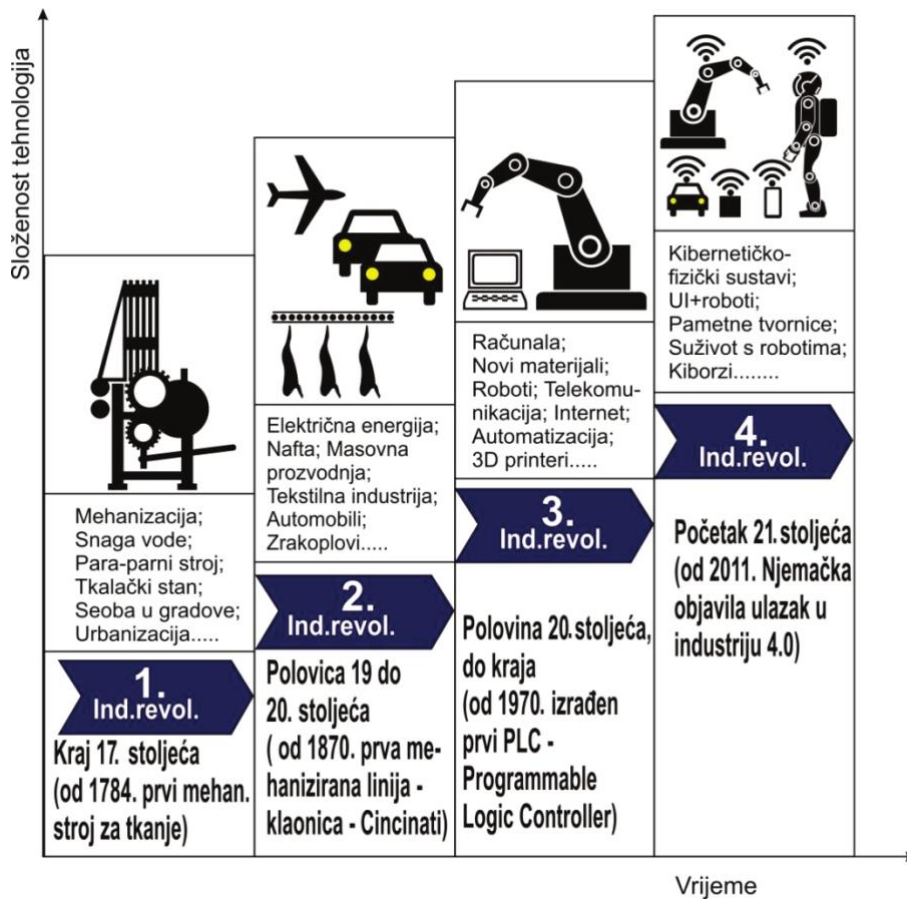 Složenost tehnologija
Mehanizacija;
Snaga vode;
Para-parni stroj;
Tkalački stan;
Seoba u gradove;
Urbanizacija.....
1.
Ind.revol.
Kraj 17. stoljeća
(od 1784. prvi mehan.
stroj za tkanje)
Električna energija;
Nafta; Masovna
prozvodnja;
Tekstilna industrija;
Automobili;
Zrakoplovi.....
2.
Ind.revol.
Polovica 19 do
20. stoljeća
( od 1870. prva me-
hanizirana linija -
klaonica - Cincinati)
Računala;
Novi materijali;
Roboti; Telekomu-
nikacija; Internet;
Automatizacija;
3D printeri.....
3.
Ind.revol.
Polovina 20.stoljeća,
do kraja
(od 1970. izrađen
prvi PLC -
Programmable
Logic Controller)
Kibernetičko-
fizički sustavi;
UI+roboti;
Pametne tvornice;
Suživot s robotima;
Kiborzi........
4.
Ind.revol.
Početak 21.stoljeća
(od 2011. Njemačka
objavila ulazak u
industriju 4.0)
Vrijeme